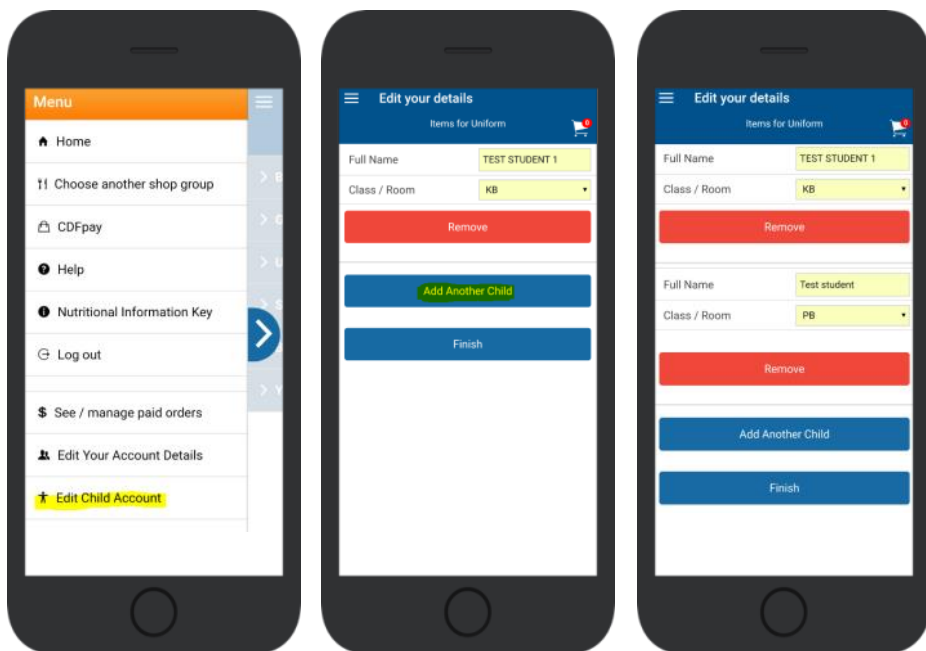 Menu
Home
Choose another shop group
CDFpay
Help
Nutritional Information Key
Log out
See / manage paid orders
Edit Your Account Details
Edit Child Account
Edit your details
Items for Uniform
0
Full Name TEST STUDENT 1
Class / Room KB
Remove
Add Another Child
Finish
Edit your details
Items for Uniform
0
Full Name TEST STUDENT 1
Class / Room KB
Remove
Full Name Test student
Class / Room PB
Remove
Add Another Child
Finish